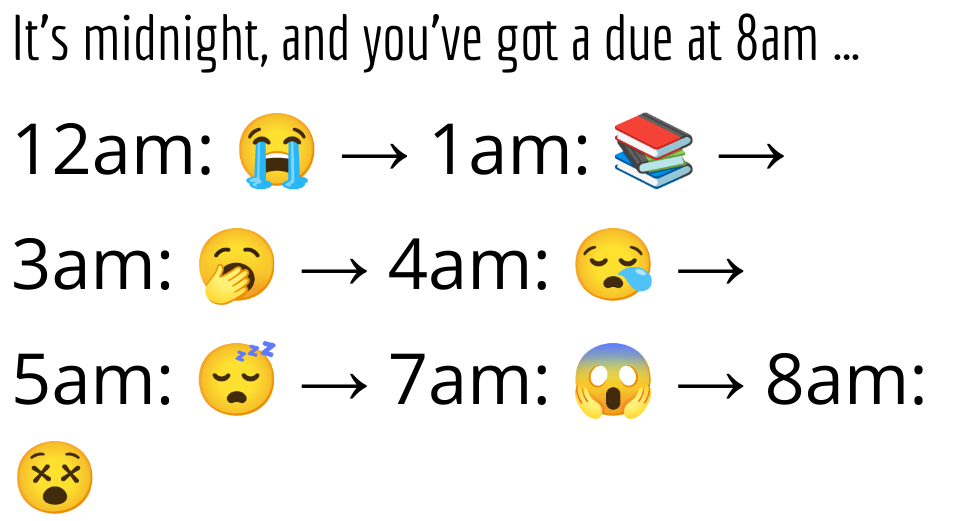 It's midnight, and you've got a due at 8am ...
12am: 😭 → 1am: 📚 →
3am: 🥱 → 4am: 😪 →
5am: 😴 → 7am: 😱 → 8am:
😵